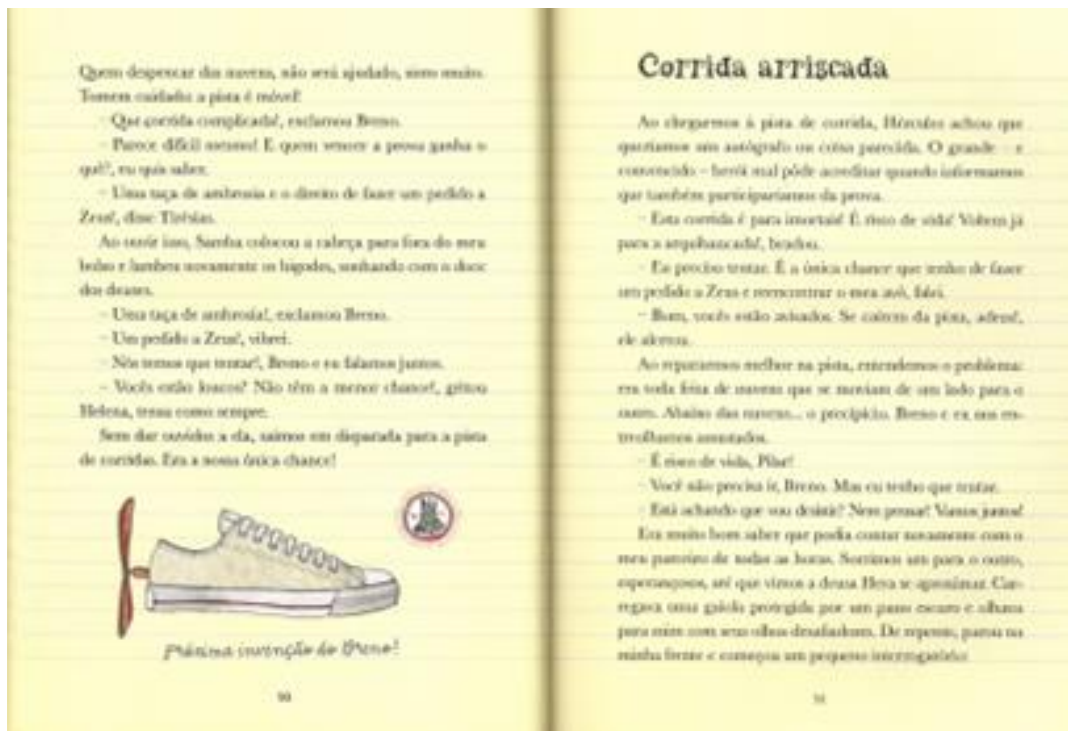 Quem despencar das nuvens, não será ajudado, sinto muito.
Tomem cuidado: a pista é móvel!
– Que corrida complicada!, exclamou Breno.
– Parece difícil mesmo! E quem vencer a prova ganha o
quê?, eu quis saber.
– Uma taça de ambrosia e o direito de fazer um pedido a
Zeus!, disse Tirésias.
Ao ouvir isso, Samba colocou a cabeça para fora do meu
bolso e lambeu novamente os bigodes, sonhando com o doce
dos deuses.
– Uma taça de ambrosia!, exclamou Breno.
– Um pedido a Zeus!, vibrei.
– Nós temos que tentar!, Breno e eu falamos juntos.
– Vocês estão loucos? Não têm a menor chance!, gritou
Helena, tensa como sempre.
Sem dar ouvidos a ela, saímos em disparada para a pista
de corridas. Era a nossa única chance!
Próxima invenção do Breno!
90
Corrida arriscada
Ao chegarmos à pista de corrida, Hércules achou que
queríamos um autógrafo ou coisa parecida. O grande – e
convencido – herói mal pôde acreditar quando informamos
que também participaríamos da prova.
– Esta corrida é para imortais! É risco de vida! Voltem já
para a arquibancada!, bradou.
– Eu preciso tentar. É a única chance que tenho de fazer
um pedido a Zeus e reencontrar o meu avô, falei.
– Bom, vocês estão avisados. Se caírem da pista, adeus!,
ele alertou.
Ao repararmos melhor na pista, entendemos o problema:
era toda feita de nuvens que se moviam de um lado para o
outro. Abaixo das nuvens... o precipício. Breno e eu nos en-
treolhamos assustados.
– É risco de vida, Pilar!
– Você não precisa ir, Breno. Mas eu tenho que tentar.
– Está achando que vou desistir? Nem pensar! Vamos juntos!
Era muito bom saber que podia contar novamente com o
meu parceiro de todas as horas. Sorrimos um para o outro,
esperançosos, até que vimos a deusa Hera se aproximar. Car-
regava uma gaiola protegida por um pano escuro e olhava
para mim com seus olhos desafiadores. De repente, parou na
minha frente e começou um pequeno interrogatório: